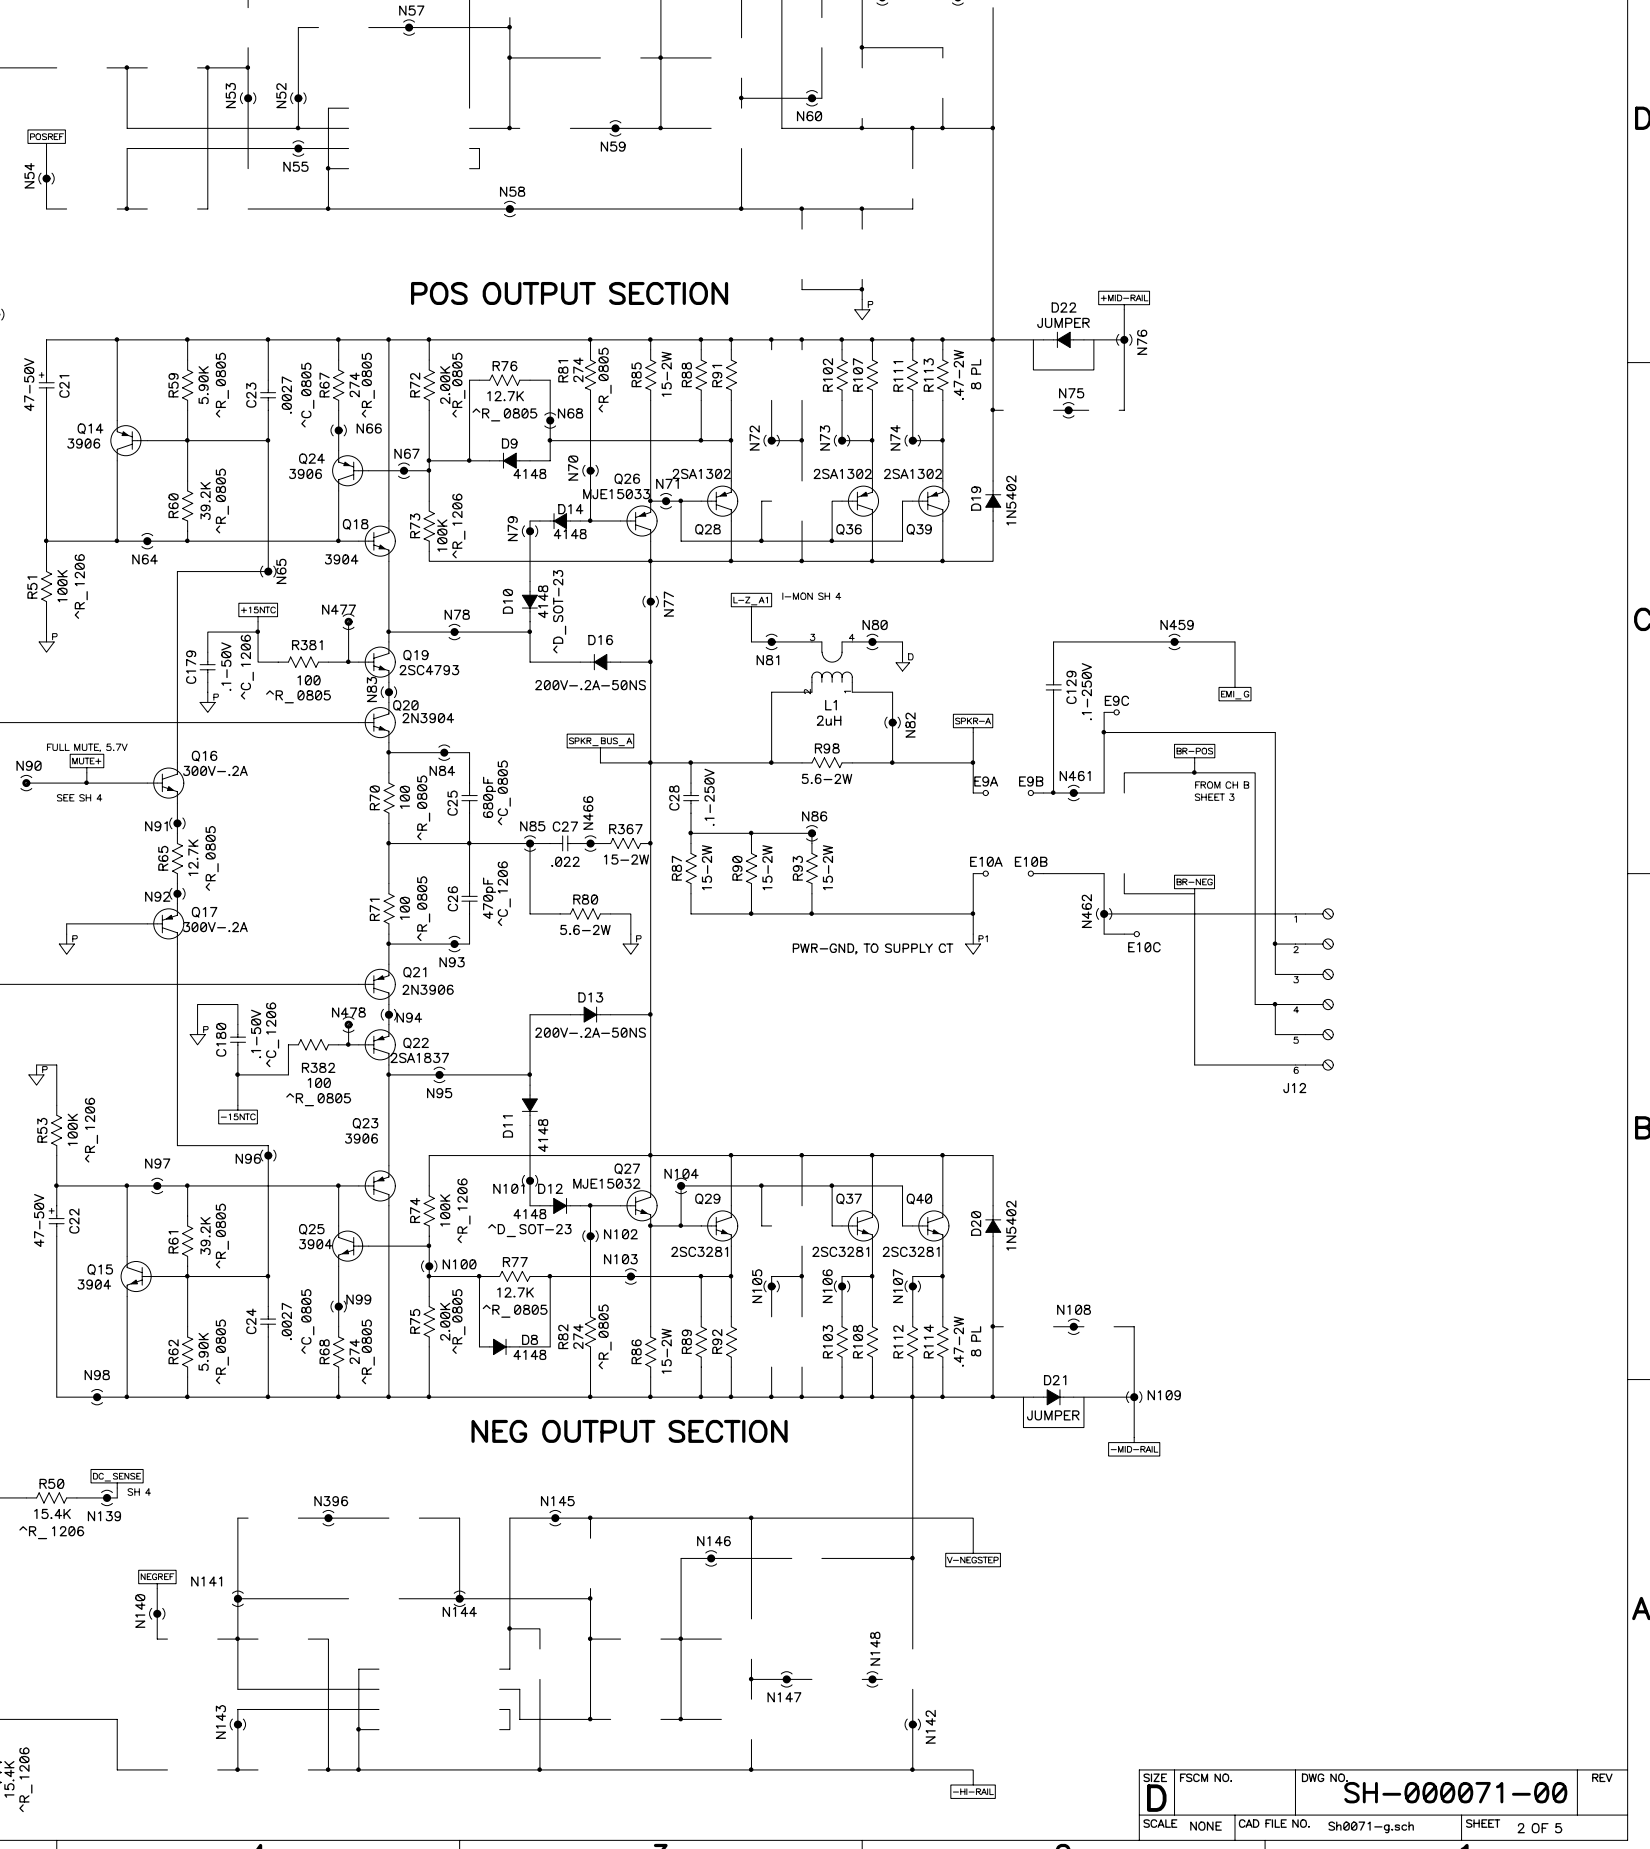 N57
N53
N52
N60
POSREF
N59
N55
N54
N58
D
POS OUTPUT SECTION
P
+MID-RAIL
D22
JUMPER
N76
47-50V
+
C21
R59
5.90K
^R_0805
C23
.0027
^C_0805
R67
274
^R_0805
R72
2.00K
^R_0805
R76
12.7K
^R_0805
R81
274
^R_0805
R85
15-2W
R88
R91
R102
R107
R111
R113
.47-2W
8 PL
N75
Q14
3906
N66
N68
D9
4148
N72
N73
N74
Q24
3906
N67
N70
Q26
MJE15033
N71
2SA1302
2SA1302
2SA1302
R60
39.2K
^R_0805
Q18
3904
R73
100K
^R_1206
N79
D14
4148
Q28
Q36
Q39
D19
1N5402
N64
N65
R51
100K
^R_1206
P
+15NTC
N477
N78
D10
4148
^D_SOT-23
N77
L-Z_A1
I-MON SH 4
C179
.1-50V
^C_1206
P
R381
100
^R_0805
Q19
2SC4793
D16
200V-.2A-50NS
N81
3
4
N80
D
N459
C
N83
Q20
2N3904
2
1
L1
2uH
N82
SPKR-A
C129
.1-250V
E9C
EMI_G
FULL MUTE, 5.7V
MUTE+
N90
SEE SH 4
Q16
300V-.2A
N84
SPKR_BUS_A
R98
5.6-2W
BR-POS
FROM CH B
SHEET 3
R70
100
^R_0805
C25
680pF
^C_0805
C28
.1-250V
E9A
E9B
N461
N91
R65
12.7K
^R_0805
N85
C27
.022
N466
R367
15-2W
N86
R87
15-2W
R90
15-2W
R93
15-2W
E10A
E10B
BR-NEG
N92
Q17
300V-.2A
P
R71
100
^R_0805
C26
470pF
^C_1206
R80
5.6-2W
P
N462
E10C
1
2
3
4
5
6
J12
N93
PWR-GND, TO SUPPLY CT
P1
Q21
2N3906
P
C180
.1-50V
^C_1206
N478
N94
D13
200V-.2A-50NS
Q22
2SA1837
R382
100
^R_0805
P
-15NTC
N95
R53
100K
^R_1206
Q23
3906
D11
4148
B
N97
N96
R74
100K
^R_1206
N101
D12
4148
^D_SOT-23
Q27
MJE15032
N104
Q29
Q37
Q40
47-50V
+
C22
R61
39.2K
^R_0805
Q25
3904
N102
2SC3281
2SC3281
2SC3281
D20
1N5402
Q15
3904
N100
R77
12.7K
^R_0805
N103
N105
N106
N107
C24
.0027
^C_0805
N99
R62
5.90K
^R_0805
R68
274
^R_0805
R75
2.00K
^R_0805
D8
4148
R82
274
^R_0805
R86
15-2W
R89
R92
R103
R108
R112
R114
.47-2W
8 PL
N108
N98
D21
JUMPER
N109
-MID-RAIL
NEG OUTPUT SECTION
R50
15.4K
^R_1206
DC_SENSE
SH 4
N139
N396
N145
N146
V-NEGSTEP
NEGREF
N141
N140
N144
A
N148
N147
N143
N142
15.4K
^R_1206
-HI-RAIL
SIZE
D
FSCM NO.
DWG NO.
SH-000071-00
REV
SCALE NONE
CAD FILE NO. Sh0071-g.sch
SHEET 2 OF 5